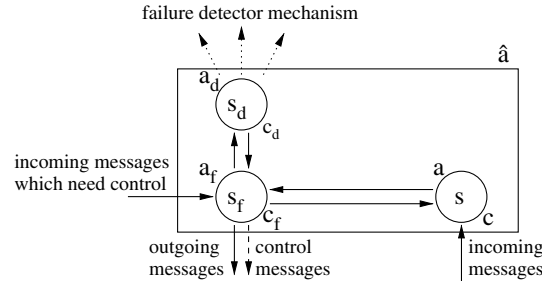 failure detector mechanism
â
a_d
s_d
c_d
incoming messages
which need control
a_f
s_f
c_f
a
s
c
outgoing
messages
control
messages
incoming
messages